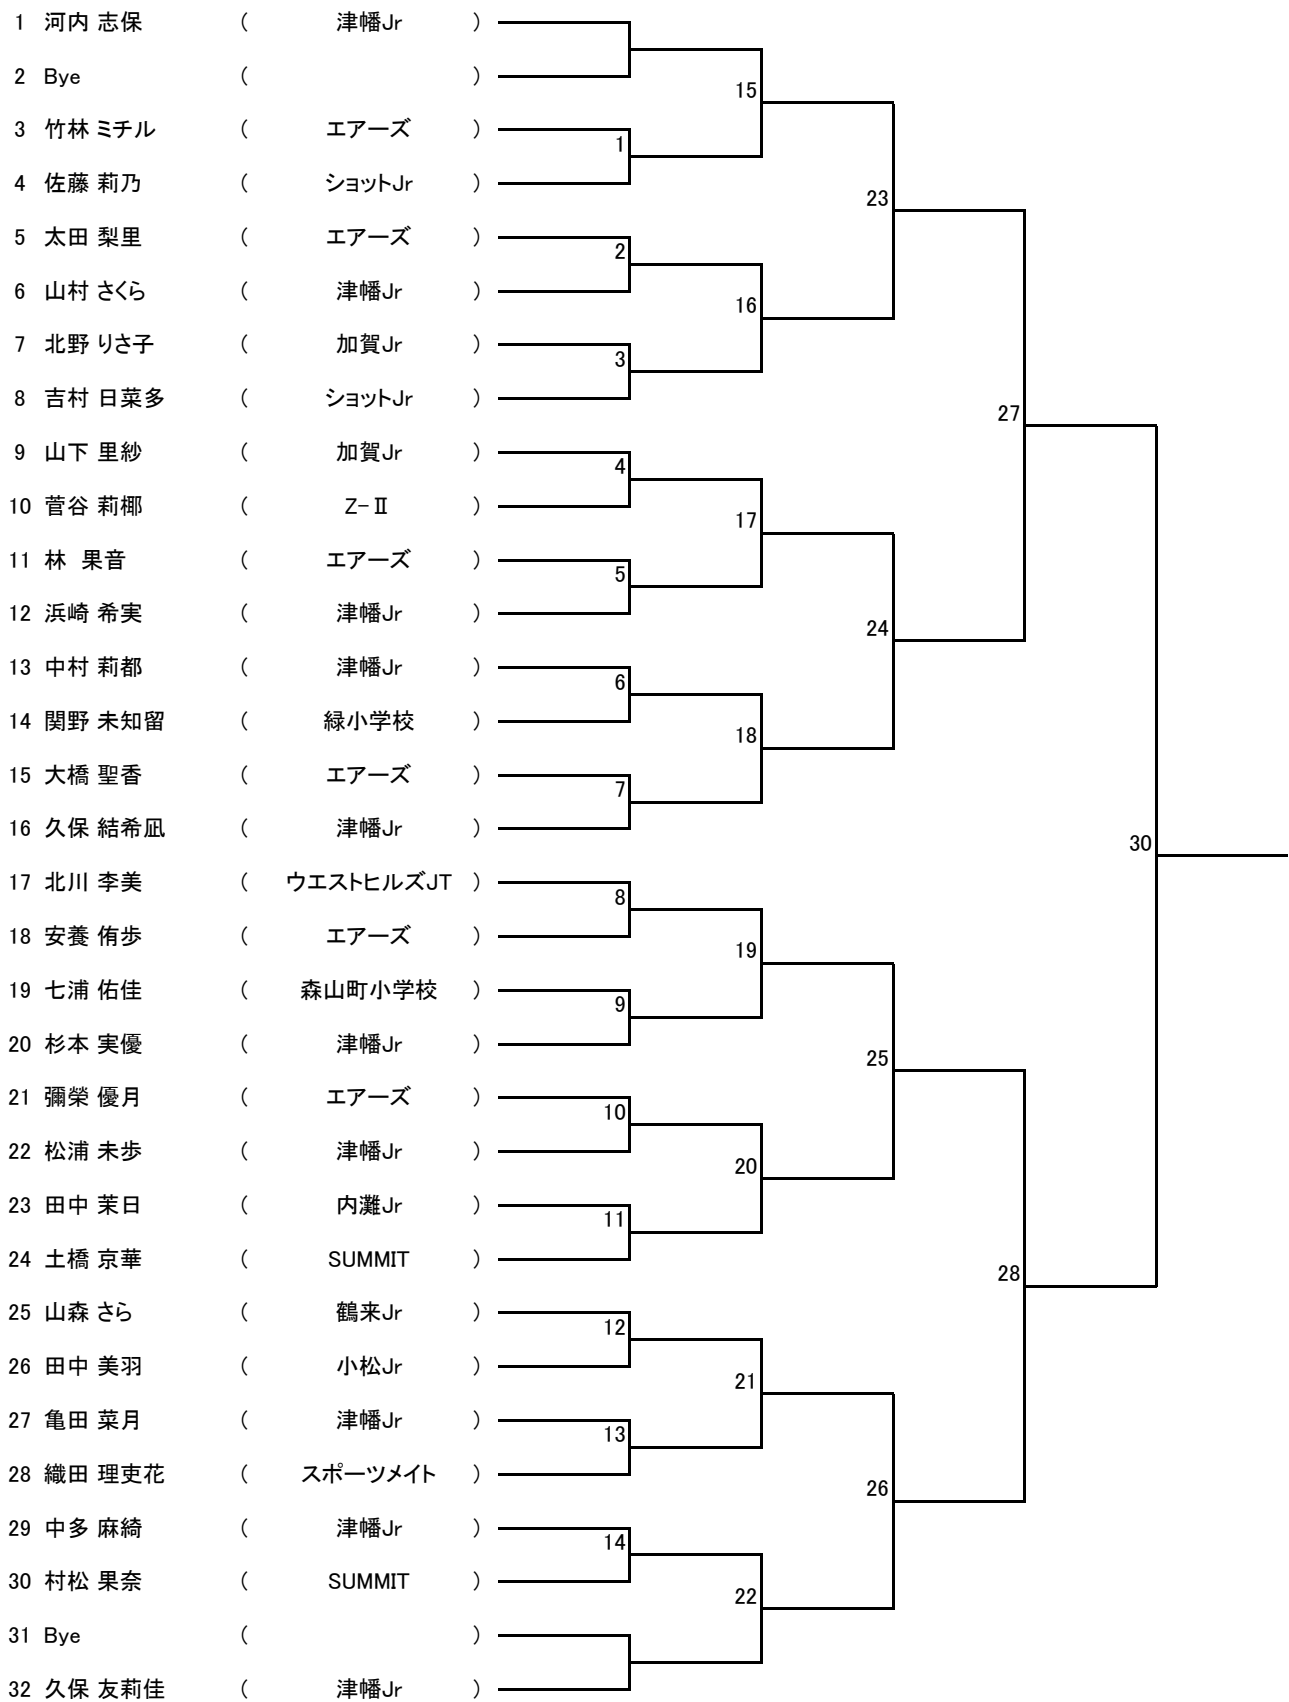 1 河内 志保 ( 津幡Jr )
2 Bye ( )
15
3 竹林 ミチル ( エアーズ )
1
4 佐藤 莉乃 ( ショットJr )
23
5 太田 梨里 ( エアーズ )
2
6 山村 さくら ( 津幡Jr )
16
7 北野 りさ子 ( 加賀Jr )
3
8 吉村 日菜多 ( ショットJr )
27
9 山下 里紗 ( 加賀Jr )
4
10 菅谷 莉椰 ( Z-Ⅱ )
17
11 林 果音 ( エアーズ )
5
12 浜崎 希実 ( 津幡Jr )
24
13 中村 莉都 ( 津幡Jr )
6
14 関野 未知留 ( 緑小学校 )
18
15 大橋 聖香 ( エアーズ )
7
16 久保 結希凪 ( 津幡Jr )
30
17 北川 李美 ( ウエストヒルズJT )
8
18 安養 侑歩 ( エアーズ )
19
19 七浦 佑佳 ( 森山町小学校 )
9
20 杉本 実優 ( 津幡Jr )
25
21 彌榮 優月 ( エアーズ )
10
22 松浦 未歩 ( 津幡Jr )
20
23 田中 茉日 ( 内灘Jr )
11
24 土橋 京華 ( SUMMIT )
28
25 山森 さら ( 鶴来Jr )
12
26 田中 美羽 ( 小松Jr )
21
27 亀田 菜月 ( 津幡Jr )
13
28 織田 理吏花 ( スポーツメイト )
26
29 中多 麻綺 ( 津幡Jr )
14
30 村松 果奈 ( SUMMIT )
22
31 Bye ( )
32 久保 友莉佳 ( 津幡Jr )